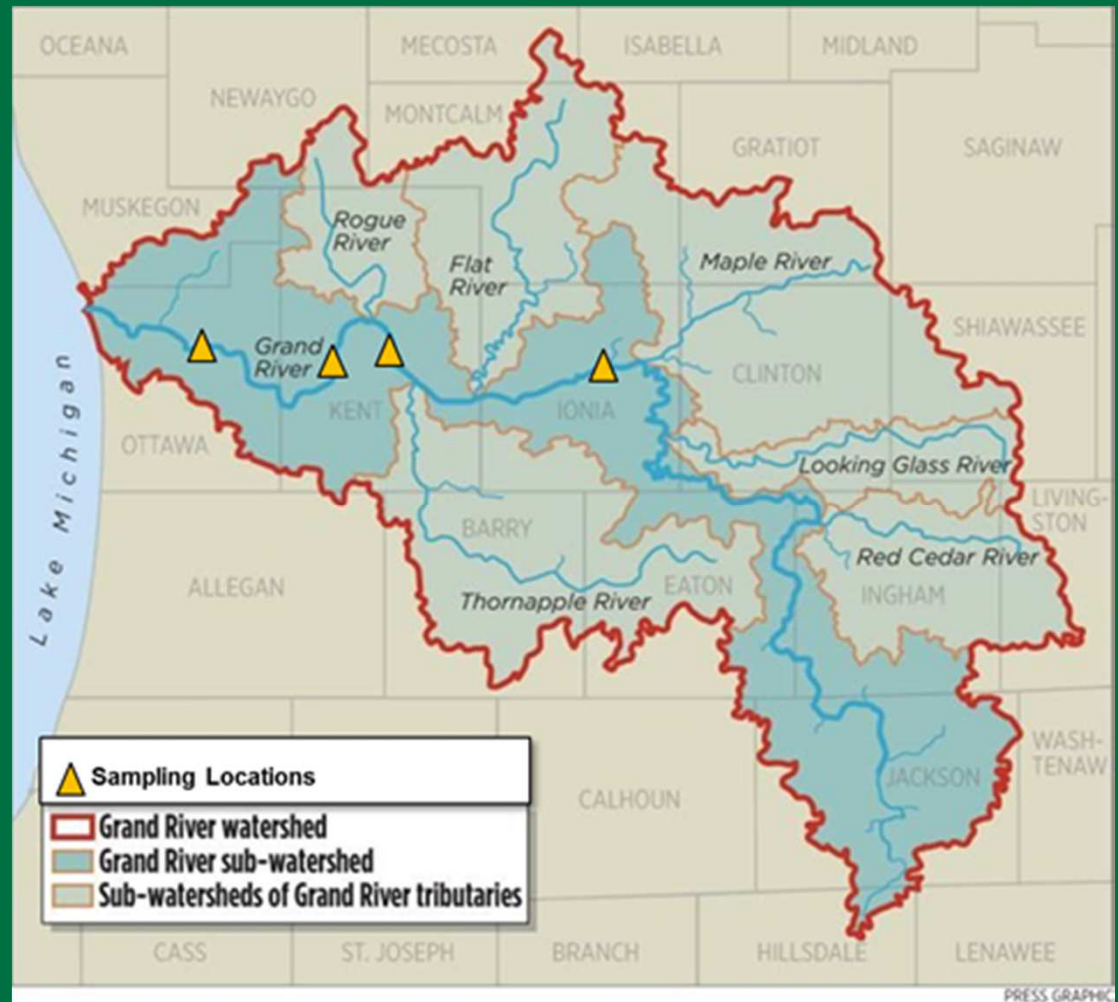 OCEANA
MECOSTA
ISABELLA
MIDLAND
NEWAYGO
MONTCALM
GRATIOT
SAGINAW
MUSKEGON
Rogue
River
Flat
River
Maple River
SHIAWASSEE
Grand
River
CLINTON
KENT
IONIA
OTTAWA
Looking Glass River
LIVING-
STON
Lake Michigan
BARRY
Red Cedar River
ALLEGAN
EATON
INGHAM
Thornapple River
WASH-
TENAW
JACKSON
CALHOUN
Sampling Locations
Grand River watershed
Grand River sub-watershed
Sub-watersheds of Grand River tributaries
CASS
ST. JOSEPH
BRANCH
HILLSDALE
LENAWEE
PRESS GRAPHIC